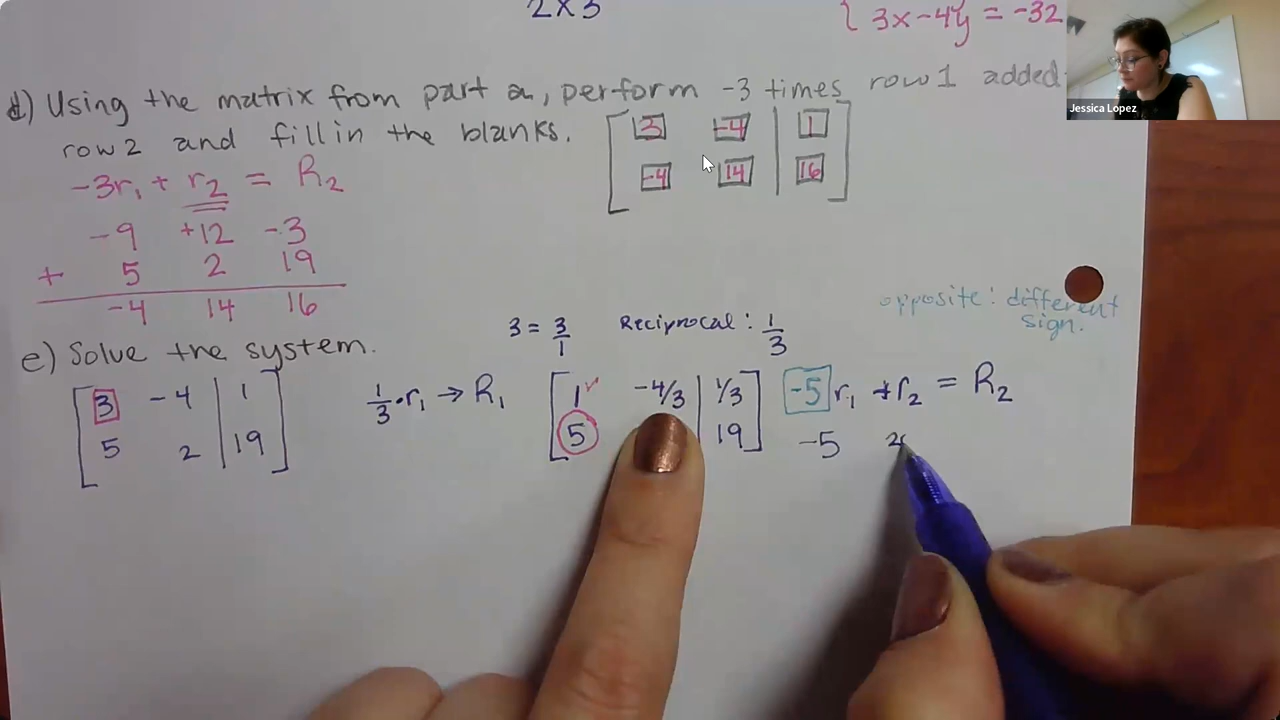 2x3
3x-4y = -32
Jessica Lopez
d) Using the matrix from part a, perform -3 times row 1 added
row 2 and fill in the blanks.
3 -4 | 1
-4 14 | 16
-3r₁ + r₂ = R₂
-9 +12 -3
+ 5 2 19
-4 14 16
opposite: different
sign.
3 = 3/1 Reciprocal: 1/3
e) Solve the system.
3 -4 | 1
5 2 | 19
1/3 • r₁ → R₁
1 -4/3 | 1/3
5 | 19
-5 r₁ + r₂ = R₂
-5